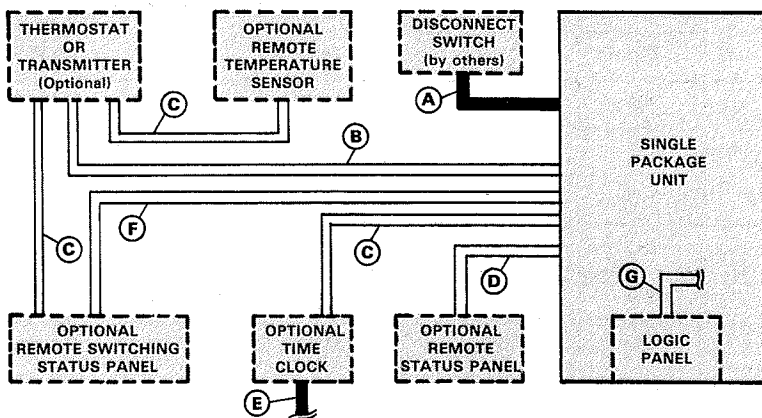 THERMOSTAT
OR
TRANSMITTER
(Optional)
OPTIONAL
REMOTE
TEMPERATURE
SENSOR
DISCONNECT
SWITCH
(by others)
A
C
B
SINGLE
PACKAGE
UNIT
F
C
C
D
G
OPTIONAL
REMOTE SWITCHING
STATUS PANEL
OPTIONAL
TIME
CLOCK
OPTIONAL
REMOTE
STATUS PANEL
LOGIC
PANEL
E